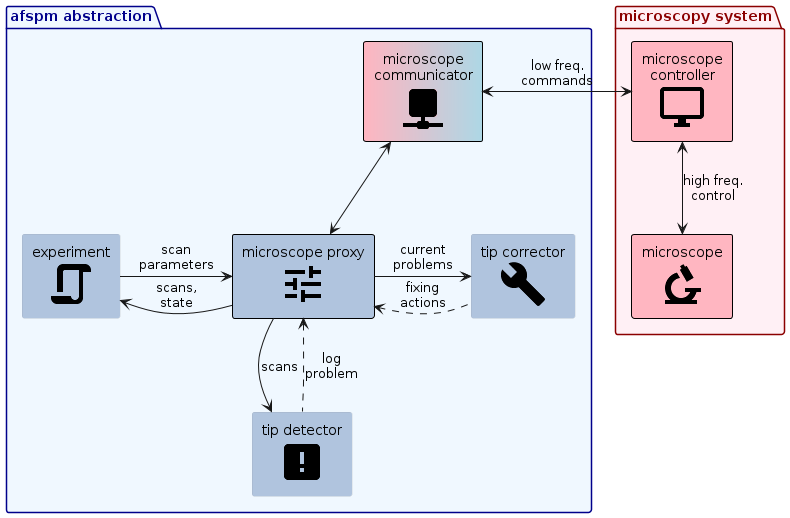 afspm abstraction
microscopy system
microscope
communicator
low freq.
commands
microscope
controller
high freq.
control
experiment
scan
parameters
scans,
state
microscope proxy
current
problems
fixing
actions
tip corrector
microscope
scans
log
problem
tip detector